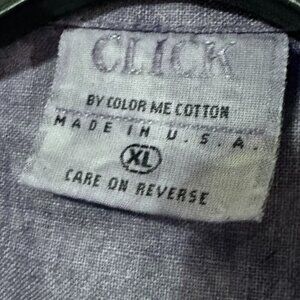 CLICK
BY COLOR ME COTTON
MADE IN U.S.A.
XL
CARE ON REVERSE